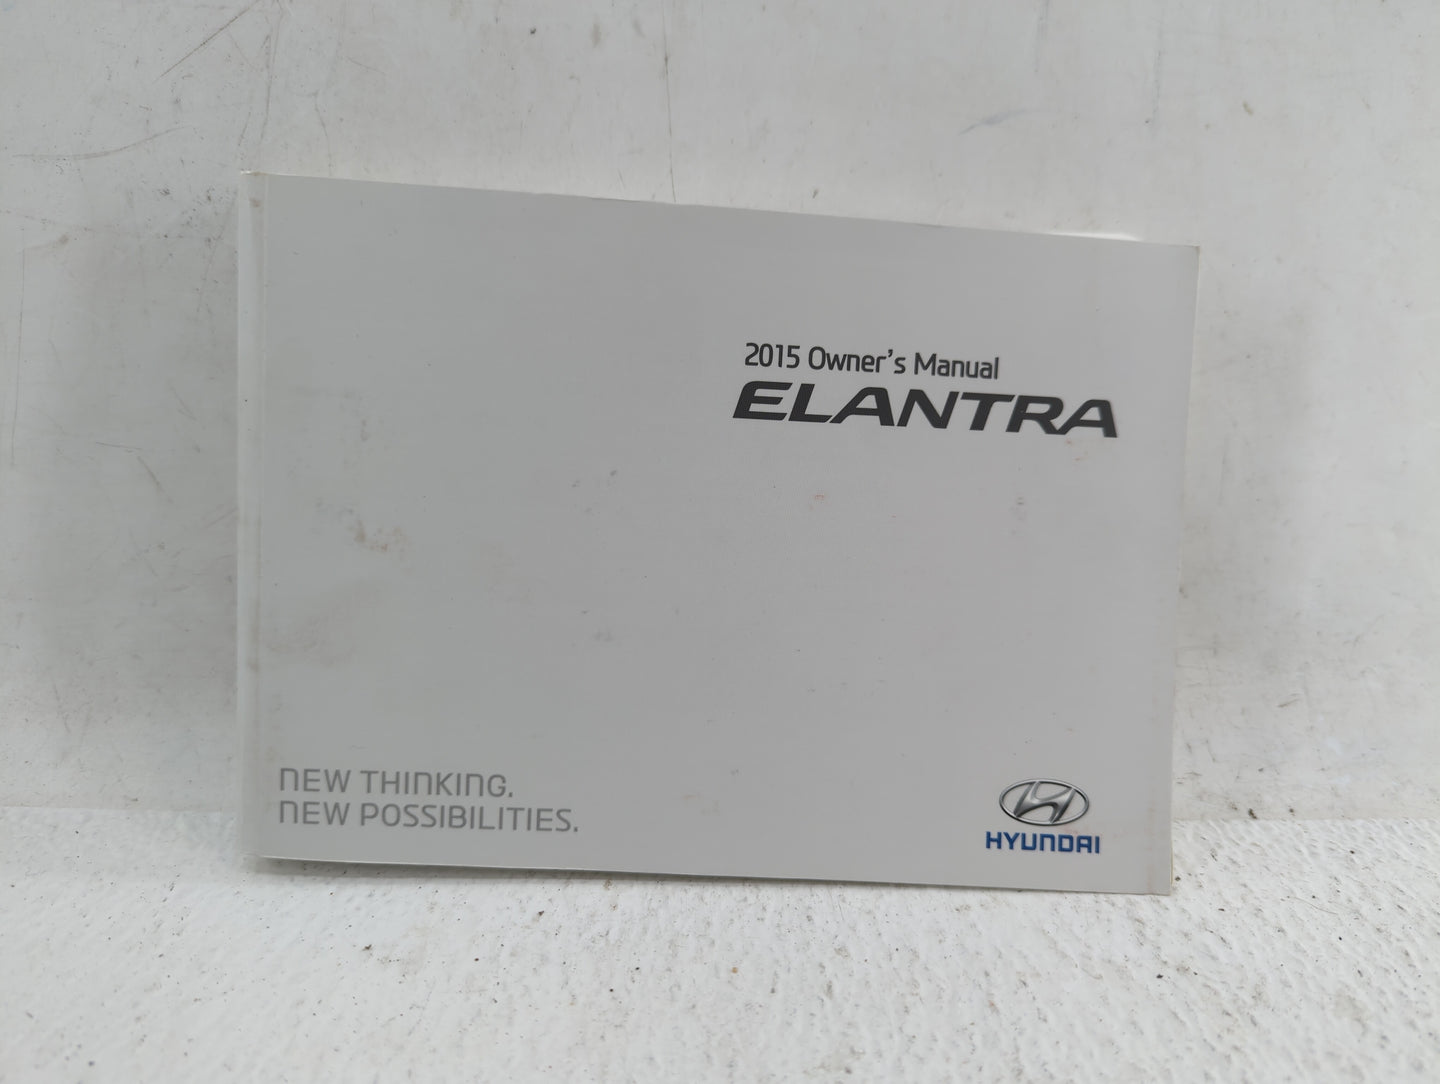 2015 Owner's Manual
ELANTRA
NEW THINKING.
NEW POSSIBILITIES.
HYUNDAI